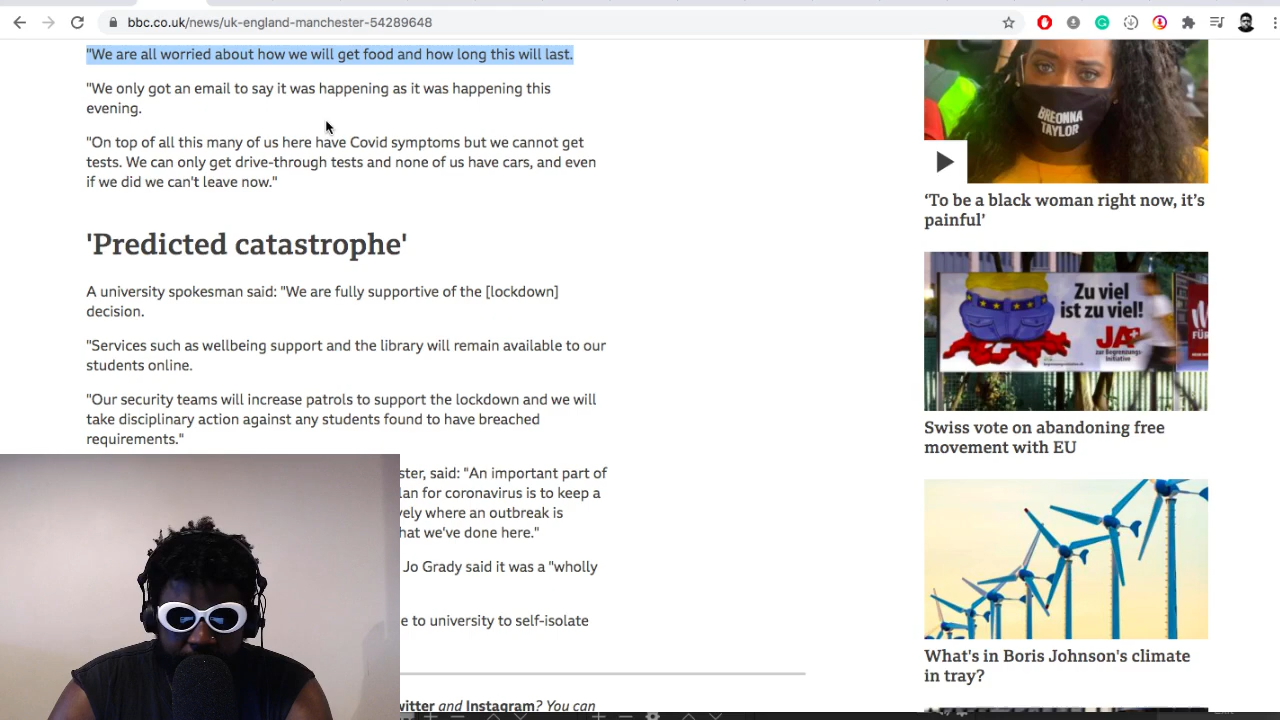 bbc.co.uk/news/uk-england-manchester-54289648
"We are all worried about how we will get food and how long this will last.
"We only got an email to say it was happening as it was happening this
evening.
"On top of all this many of us here have Covid symptoms but we cannot get
tests. We can only get drive-through tests and none of us have cars, and even
if we did we can't leave now."
'Predicted catastrophe'
A university spokesman said: "We are fully supportive of the [lockdown]
decision.
"Services such as wellbeing support and the library will remain available to our
students online.
"Our security teams will increase patrols to support the lockdown and we will
take disciplinary action against any students found to have breached
requirements."
ster, said: "An important part of
lan for coronavirus is to keep a
vely where an outbreak is
hat we've done here."
Jo Grady said it was a "wholly
e to university to self-isolate
witter and Instagram? You can
BREONNA
TAYLOR
‘To be a black woman right now, it’s
painful’
Zu viel
ist zu viel!
JA
zur Begrenzungs-
Initiative
FÜR
Swiss vote on abandoning free
movement with EU
What's in Boris Johnson's climate
in tray?